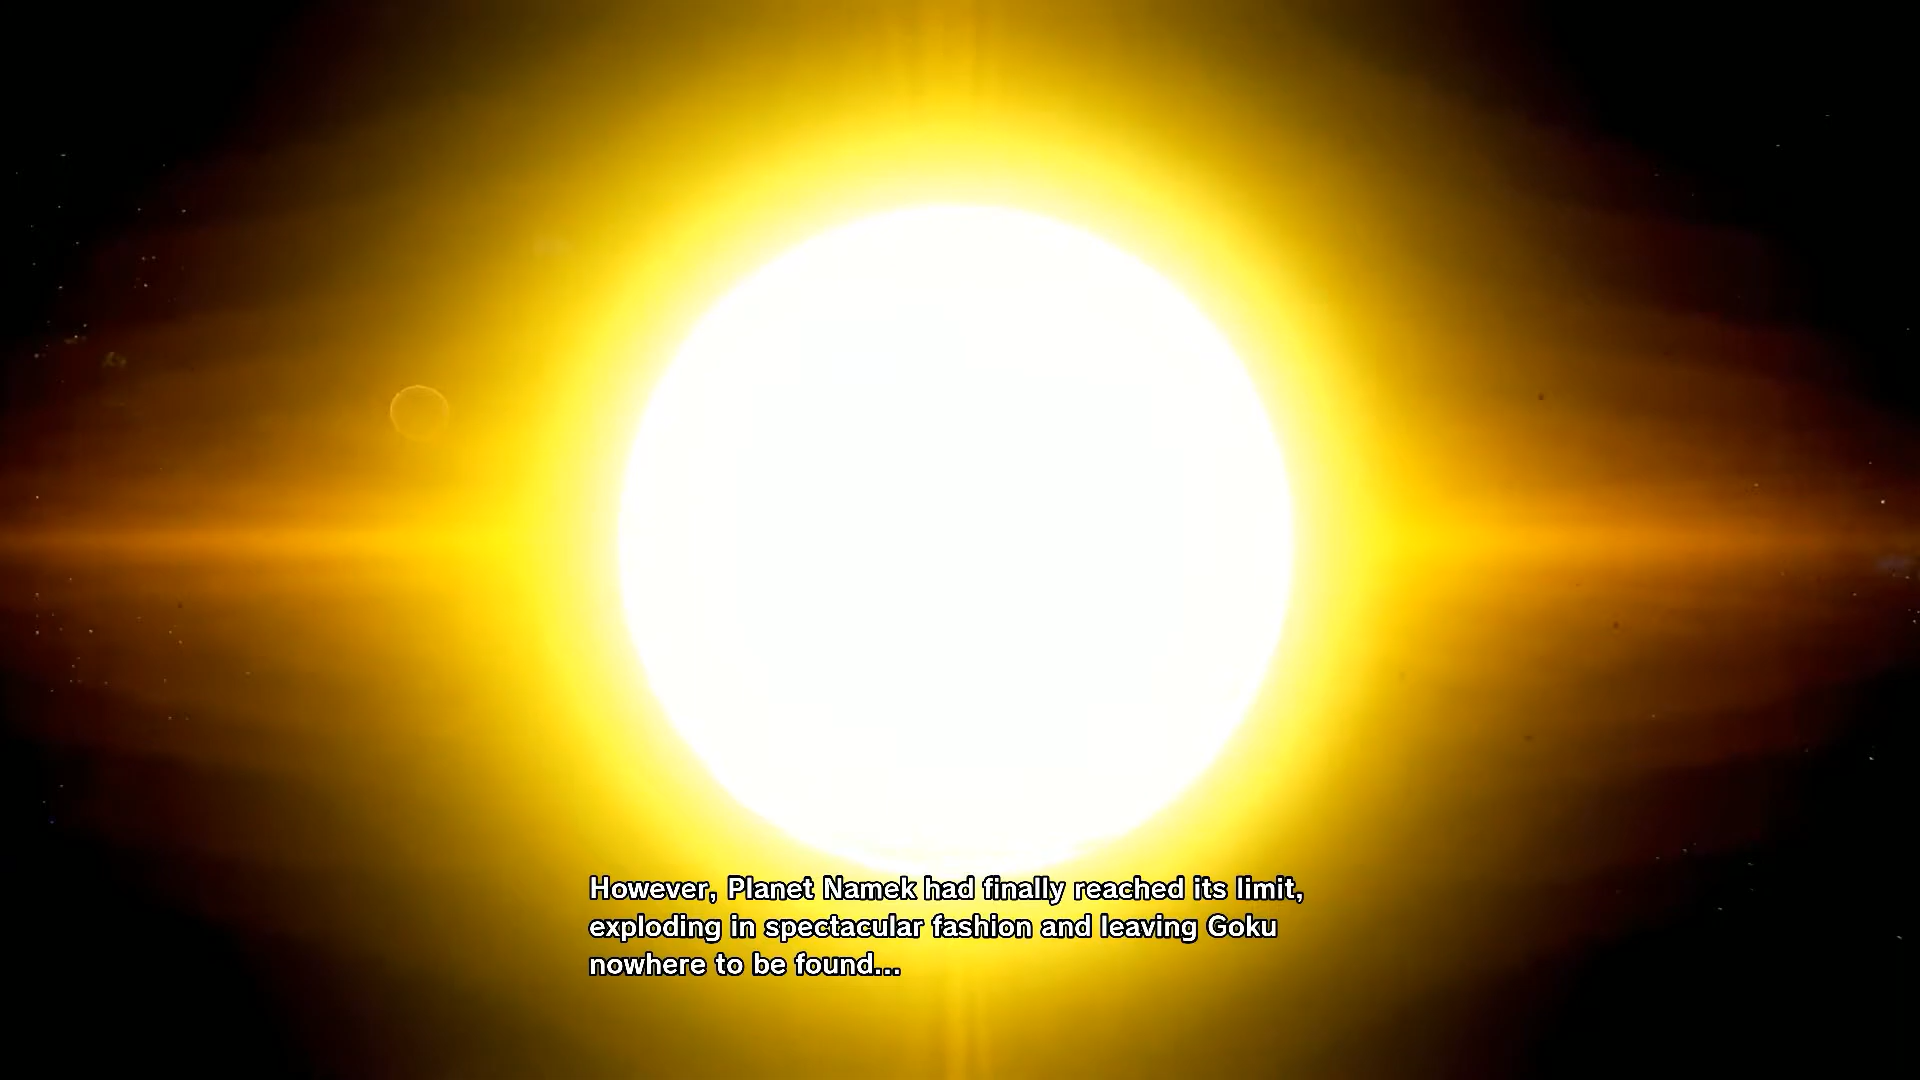 However, Planet Namek had finally reached its limit,
exploding in spectacular fashion and leaving Goku
nowhere to be found...